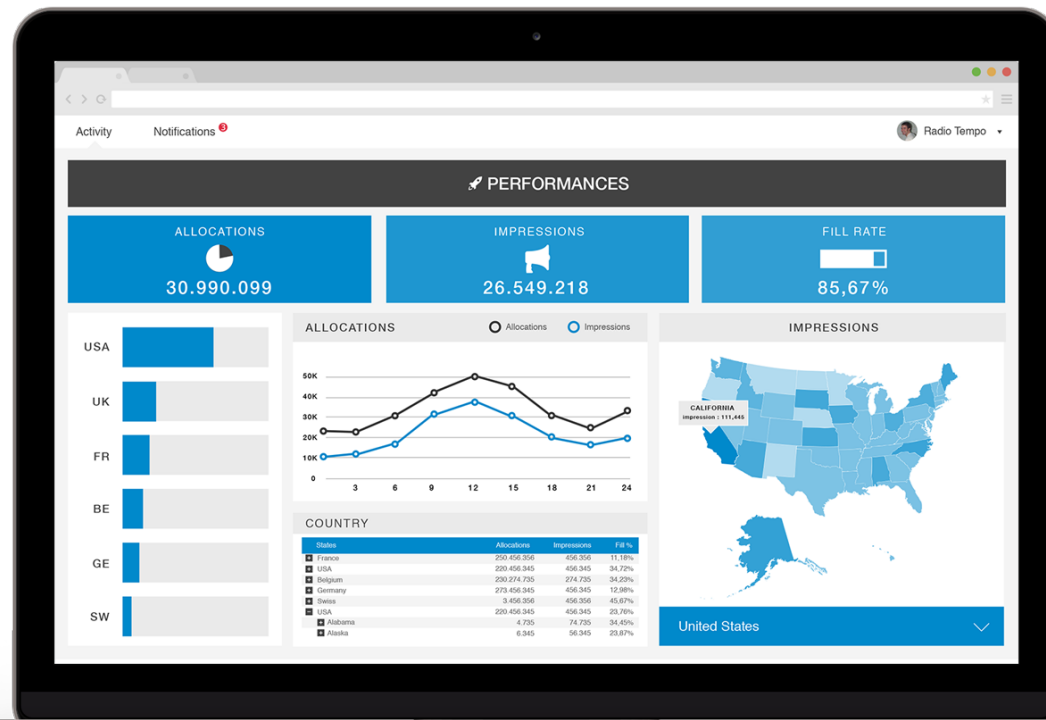 Activity
Notifications 3
Radio Tempo
PERFORMANCES
ALLOCATIONS
30.990.099
IMPRESSIONS
26.549.218
FILL RATE
85,67%
USA
UK
FR
BE
GE
SW
ALLOCATIONS
Allocations
Impressions
50K
40K
30K
20K
10K
0
3 6 9 12 15 18 21 24
COUNTRY
States Allocations Impressions Fill %
France 250.456.356 456.356 11,18%
USA 220.456.345 456.345 34,72%
Belgium 230.274.735 274.735 34,23%
Germany 273.456.345 456.340 12,98%
Swiss 3.456.356 456.356 45,67%
USA 220.456.345 456.345 23,76%
Alabama 4.735 74.735 34,45%
Alaska 6.345 56.345 23,87%
IMPRESSIONS
CALIFORNIA
impression : 111,445
United States